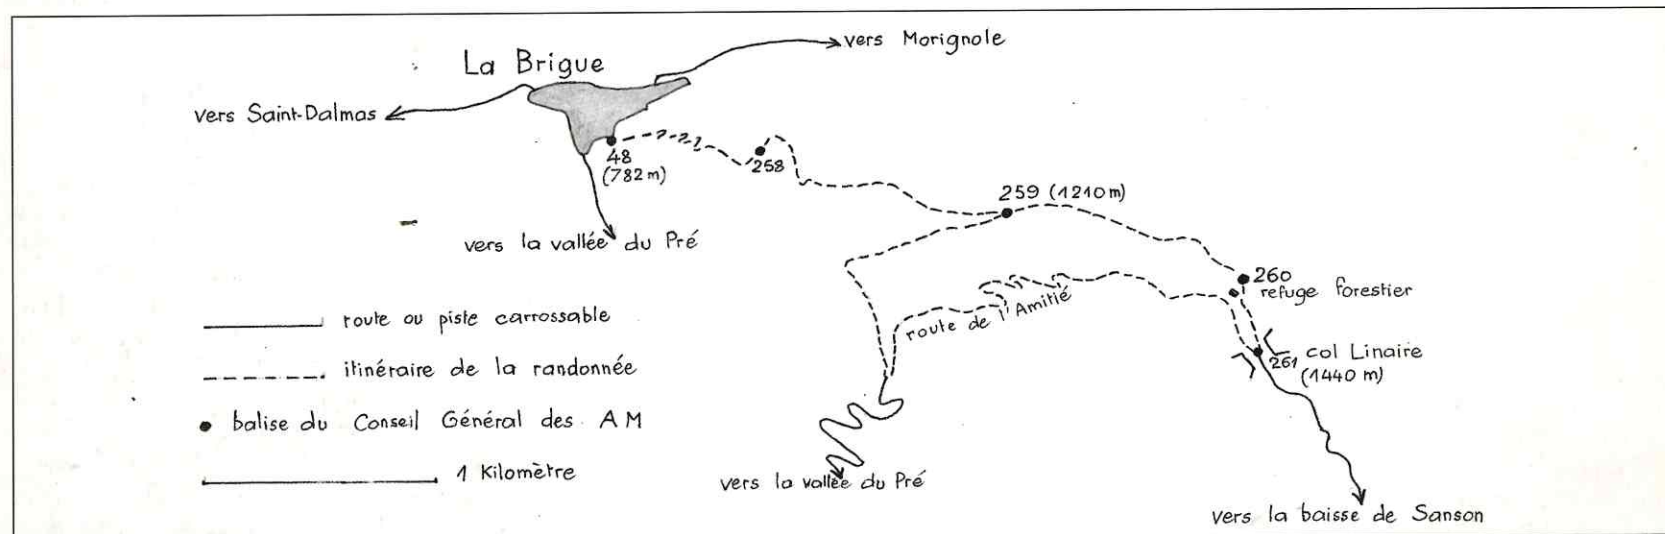 vers Morignole
La Brigue
vers Saint-Dalmas
48
(782 m)
258
259 (1210 m)
vers la vallée du Pré
260
refuge forestier
route de l'Amitié
route ou piste carrossable
261 col Linaire
(1440 m)
itinéraire de la randonnée
balise du Conseil Général des AM
1 Kilomètre
vers la vallée du Pré
vers la baisse de Sanson